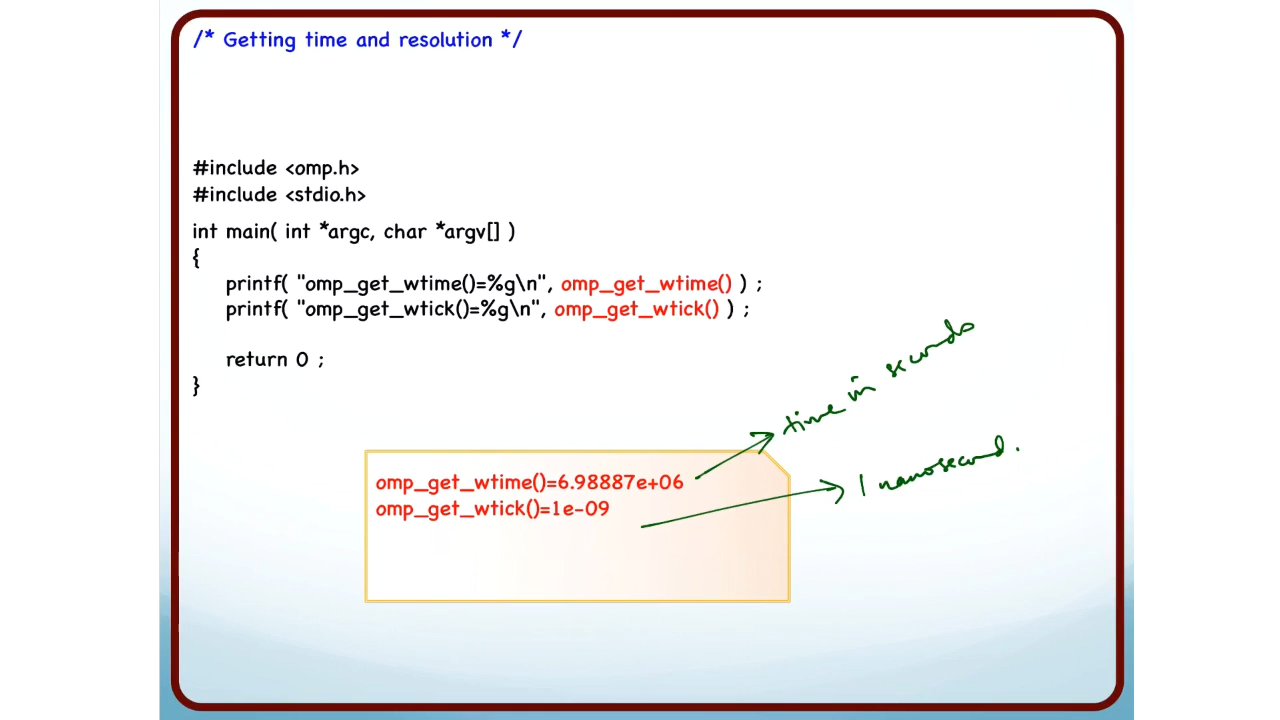 /* Getting time and resolution */
#include <omp.h>
#include <stdio.h>
int main( int *argc, char *argv[] )
{
printf( "omp_get_wtime()=%g\n", omp_get_wtime() ) ;
printf( "omp_get_wtick()=%g\n", omp_get_wtick() ) ;
return 0 ;
}
time in seconds
omp_get_wtime()=6.98887e+06
1 nanosecond.
omp_get_wtick()=1e-09